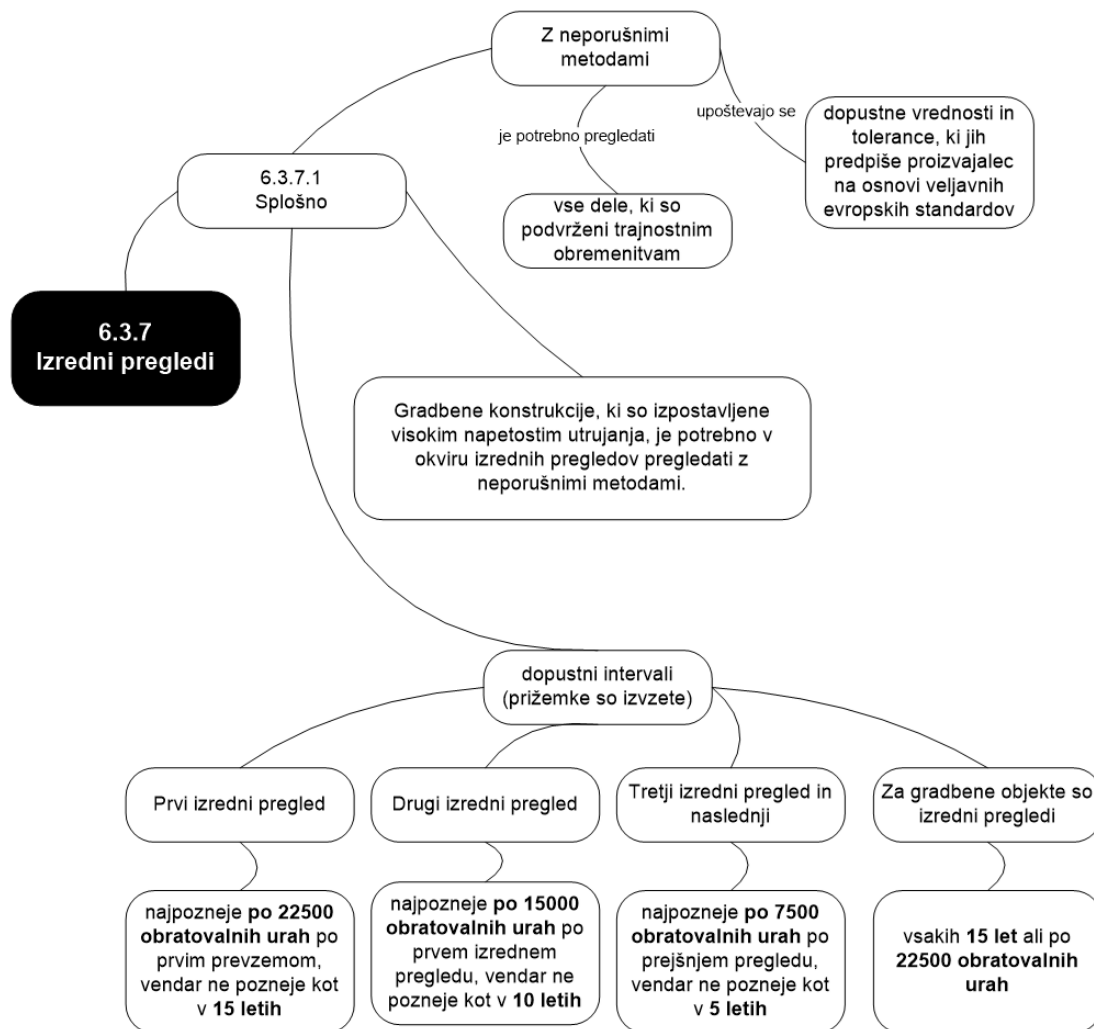 Z neporušnimi
metodami
upoštevajo se
dopustne vrednosti in
tolerance, ki jih
predpiše proizvajalec
na osnovi veljavnih
evropskih standardov
je potrebno pregledati
vse dele, ki so
podvrženi trajnostnim
obremenitvam
6.3.7.1
Splošno
6.3.7
Izredni pregledi
Gradbene konstrukcije, ki so izpostavljene
visokim napetostim utrujanja, je potrebno v
okviru izrednih pregledov pregledati z
neporušnimi metodami.
dopustni intervali
(prižemke so izvzete)
Prvi izredni pregled
Drugi izredni pregled
Tretji izredni pregled in
naslednji
Za gradbene objekte so
izredni pregledi
najpozneje po 22500
obratovalnih urah po
prvim prevzemom,
vendar ne pozneje kot
v 15 letih
najpozneje po 15000
obratovalnih urah po
prvem izrednem
pregledu, vendar ne
pozneje kot v 10 letih
najpozneje po 7500
obratovalnih urah po
prejšnjem pregledu,
vendar ne pozneje kot
v 5 letih
vsakih 15 let ali po
22500 obratovalnih
urah